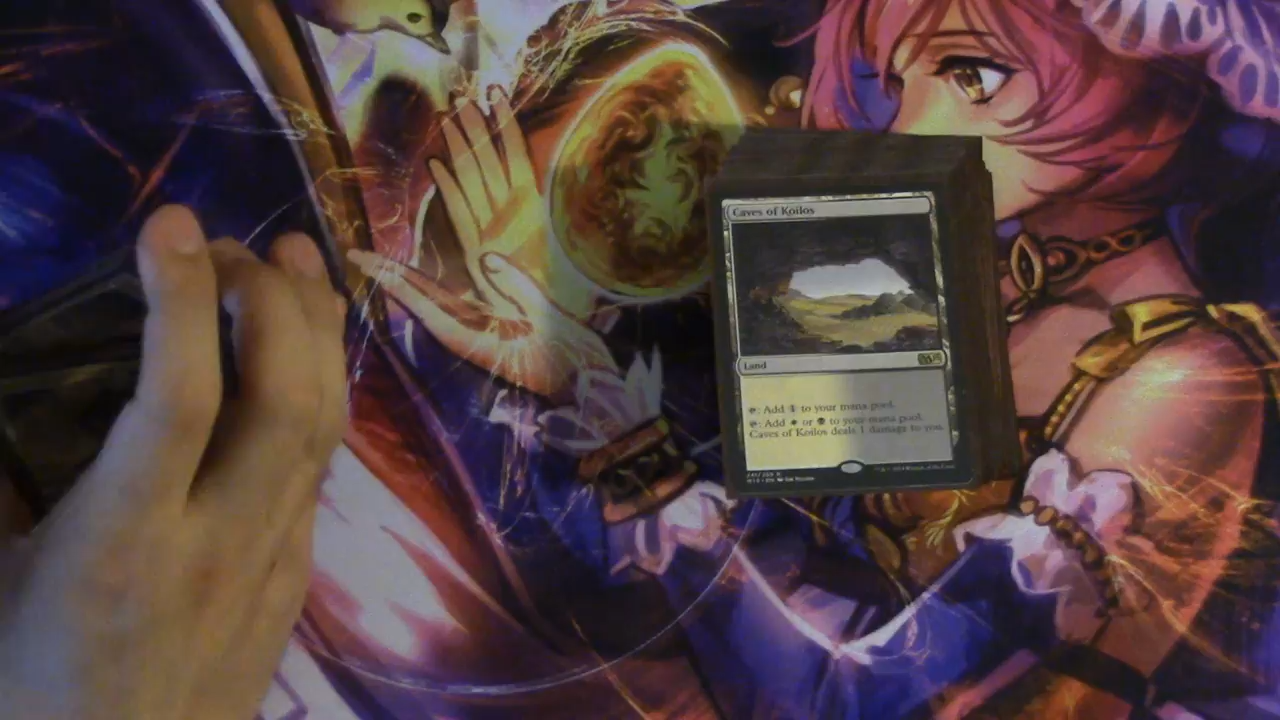 Caves of Koilos
Land
: Add 1 to your mana pool.
: Add or to your mana pool.
Caves of Koilos deals 1 damage to you.